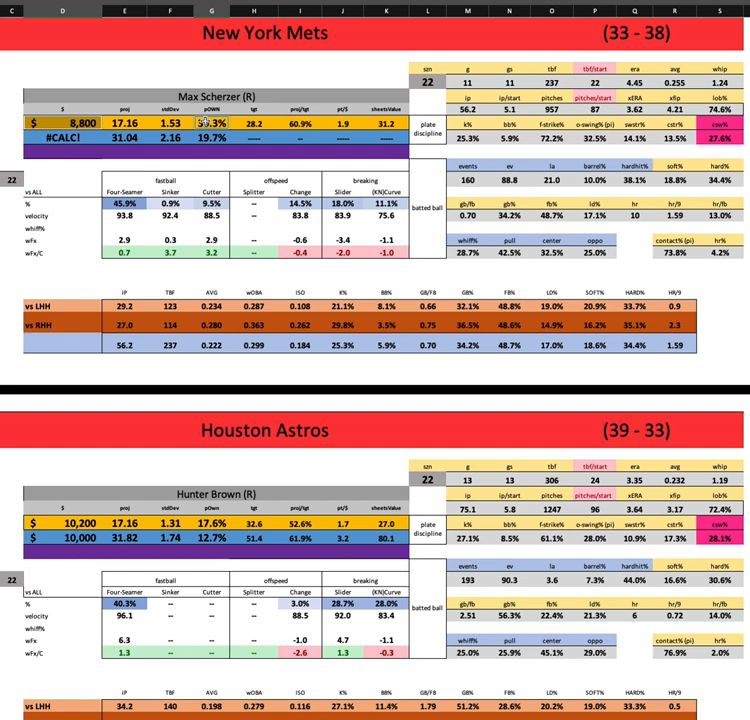 C D E F G H I J K L M N O P Q R S
New York Mets (33 - 38)
szn g gs tbf tbf/start era avg whip
22 11 11 237 22 4.45 0.255 1.24
Max Scherzer (R) ip ip/start pitches pitches/start xERA xfip lob%
56.2 5.1 957 87 3.62 4.21 74.6%
$ proj stdDev pOWN tgt proj/tgt pt/$ sheetsValue
$ 8,800 17.16 1.53 .3% 28.2 60.9% 1.9 31.2 plate discipline k% bb% f-strike% o-swing% (pi) swstr% cstr% csw%
#CALC! 31.04 2.16 19.7% ---- -- -- ---- 25.3% 5.9% 72.2% 32.5% 14.1% 13.5% 27.6%
events ev la barrel% hardhit% soft% hard%
22 fastball offspeed breaking 160 88.8 21.0 10.0% 38.1% 18.8% 34.4%
vs ALL Four-Seamer Sinker Cutter Splitter Change Slider (KN)Curve
% 45.9% 0.9% 9.5% -- 14.5% 18.0% 11.1% batted ball gb/fb gb% fb% ld% hr hr/9 hr/fb
velocity 93.8 92.4 88.5 -- 83.8 83.9 75.6 0.70 34.2% 48.7% 17.1% 10 1.59 13.0%
whiff%
wFx 2.9 0.3 2.9 -0.6 -3.4 -1.1 whiff% pull center oppo contact% (pi) hr%
wFx/C 0.7 3.7 3.2 -- -0.4 -2.0 -1.0 28.7% 42.5% 32.5% 25.0% 73.8% 4.2%
IP TBF AVG wOBA ISO K% BB% GB/FB GB% FB% LD% SOFT% HARD% HR/9
vs LHH 29.2 123 0.234 0.287 0.108 21.1% 8.1% 0.66 32.1% 48.8% 19.0% 20.9% 33.7% 0.9
vs RHH 27.0 114 0.280 0.363 0.262 29.8% 3.5% 0.75 36.5% 48.6% 14.9% 16.2% 35.1% 2.3
56.2 237 0.222 0.299 0.184 25.3% 5.9% 0.70 34.2% 48.7% 17.0% 18.6% 34.4% 1.59
Houston Astros (39 - 33)
szn g gs tbf tbf/start era avg whip
22 13 13 306 24 3.35 0.232 1.19
Hunter Brown (R) ip ip/start pitches pitches/start xERA xfip lob%
75.1 5.8 1247 96 3.64 3.17 72.4%
$ proj stdDev pOwn tgt proj/tgt pt/$ sheetsValue
$ 10,200 17.16 1.31 17.6% 32.6 52.6% 1.7 27.0 plate discipline k% bb% f-strike% o-swing% (pi) swstr% cstr% csw%
$ 10,000 31.82 1.74 12.7% 51.4 61.9% 3.2 80.1 27.1% 8.5% 61.1% 28.0% 10.9% 17.3% 28.1%
events ev la barrel% hardhit% soft% hard%
22 fastball offspeed breaking 193 90.3 3.6 7.3% 44.0% 16.6% 30.6%
vs ALL Four-Seamer Sinker Cutter Splitter Change Slider (KN)Curve
% 40.3% -- -- -- 3.0% 28.7% 28.0% batted ball gb/fb gb% fb% ld% hr hr/9 hr/fb
velocity 96.1 -- -- -- 88.5 92.0 83.4 2.51 56.3% 22.4% 21.3% 6 0.72 14.0%
whiff%
wFx 6.3 -- -- -1.0 4.7 -1.1 whiff% pull center oppo contact% (pi) hr%
wFx/C 1.3 -- -- -- -2.6 1.3 -0.3 25.0% 25.9% 45.1% 29.0% 76.9% 2.0%
IP TBF AVG wOBA ISO K% BB% GB/FB GB% FB% LD% SOFT% HARD% HR/9
vs LHH 34.2 140 0.198 0.279 0.116 27.1% 11.4% 1.79 51.2% 28.6% 20.2% 19.0% 33.3% 0.5